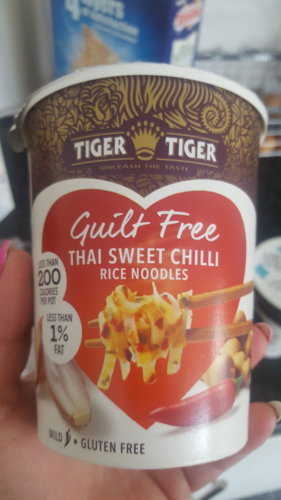 TIGER TIGER
UNLEASH THE TASTE
Guilt Free
THAI SWEET CHILLI
RICE NOODLES
LESS THAN
200
CALORIES
PER POT
LESS THAN
1%
FAT
MILD • GLUTEN FREE